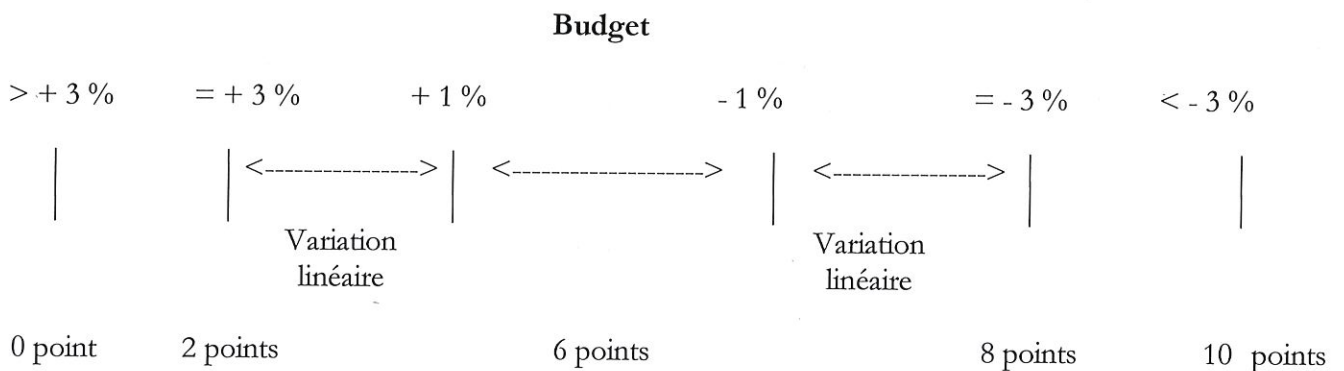 Budget
> + 3 % = + 3 % + 1 % - 1 % = - 3 % < - 3 %
<---------------> <------------------> <--------------->
Variation Variation
linéaire linéaire
0 point 2 points 6 points 8 points 10 points